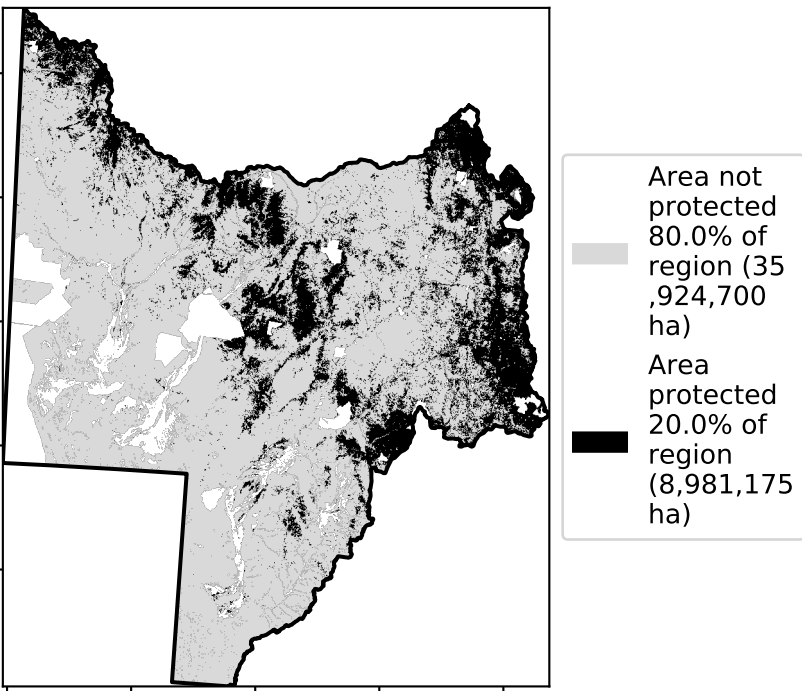 Area not
protected
80.0% of
region (35
,924,700
ha)
Area
protected
20.0% of
region
(8,981,175
ha)